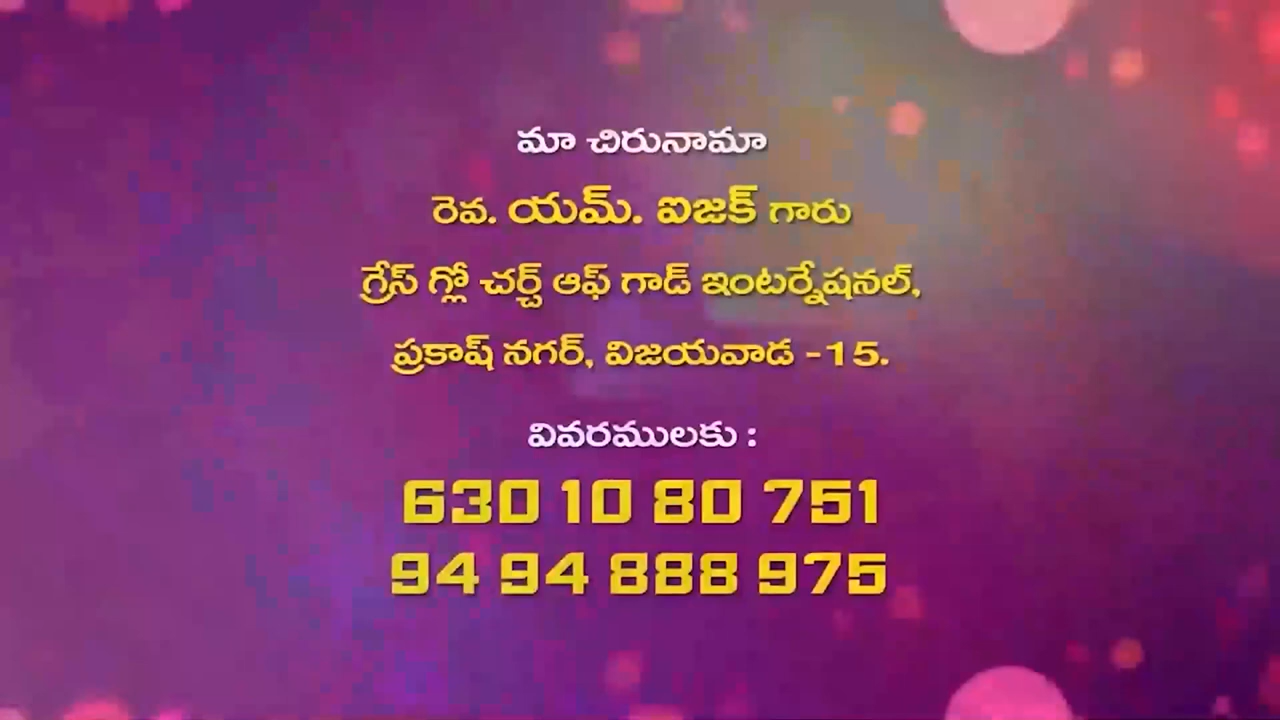 మా చిరునామా
రెవ. యమ్. ఐజక్ గారు
గ్రేస్ గ్లో చర్చ్ ఆఫ్ గాడ్ ఇంటర్నేషనల్,
ప్రకాష్ నగర్, విజయవాడ -15.
వివరములకు :
630 10 80 751
94 94 888 975